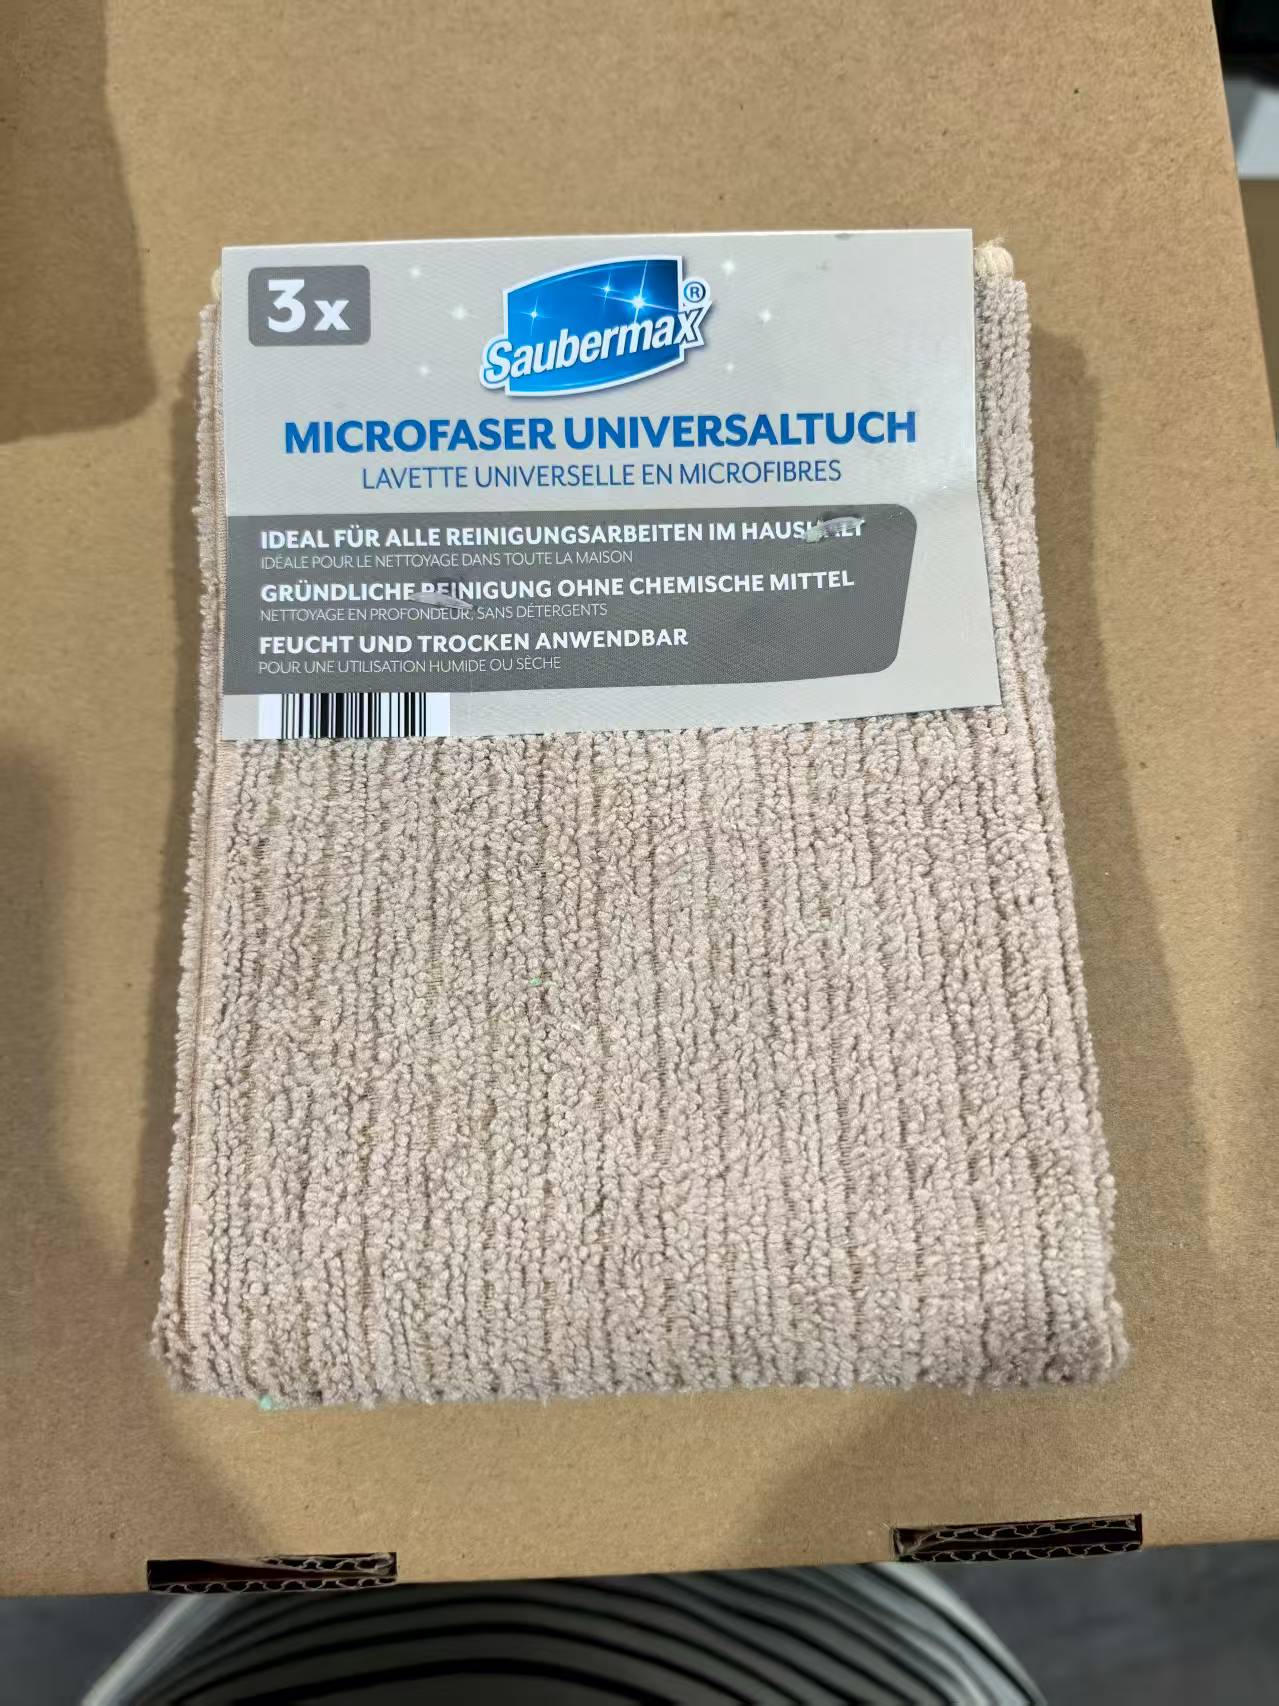 3x
Saubermax®
MICROFASER UNIVERSALTUCH
LAVETTE UNIVERSELLE EN MICROFIBRES
IDEAL FÜR ALLE REINIGUNGSARBEITEN IM HAUSHALT
IDÉALE POUR LE NETTOYAGE DANS TOUTE LA MAISON
GRÜNDLICHE REINIGUNG OHNE CHEMISCHE MITTEL
NETTOYAGE EN PROFONDEUR, SANS DÉTERGENTS
FEUCHT UND TROCKEN ANWENDBAR
POUR UNE UTILISATION HUMIDE OU SÈCHE